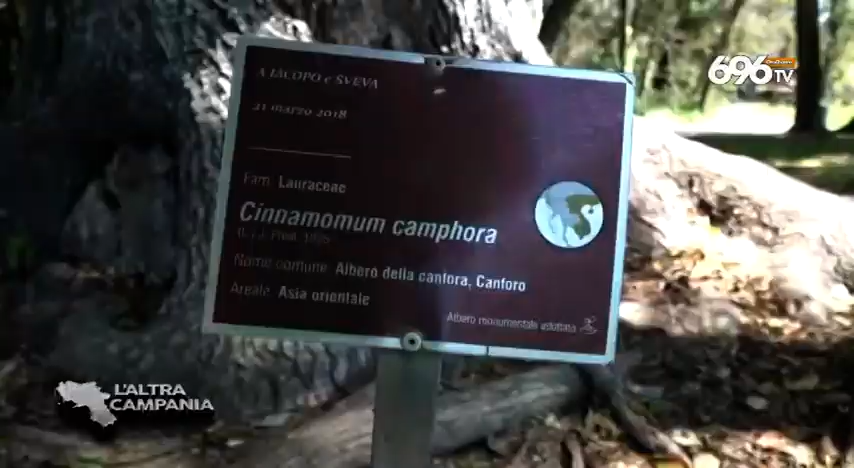 696
TV
A IACOPO e SVEVA
21 marzo 2018
Fam. Lauraceae
Cinnamomum camphora
Nome comune Albero della canfora, Canforo
Areale Asia orientale
Albero monumentale adottato
L'ALTRA
CAMPANIA